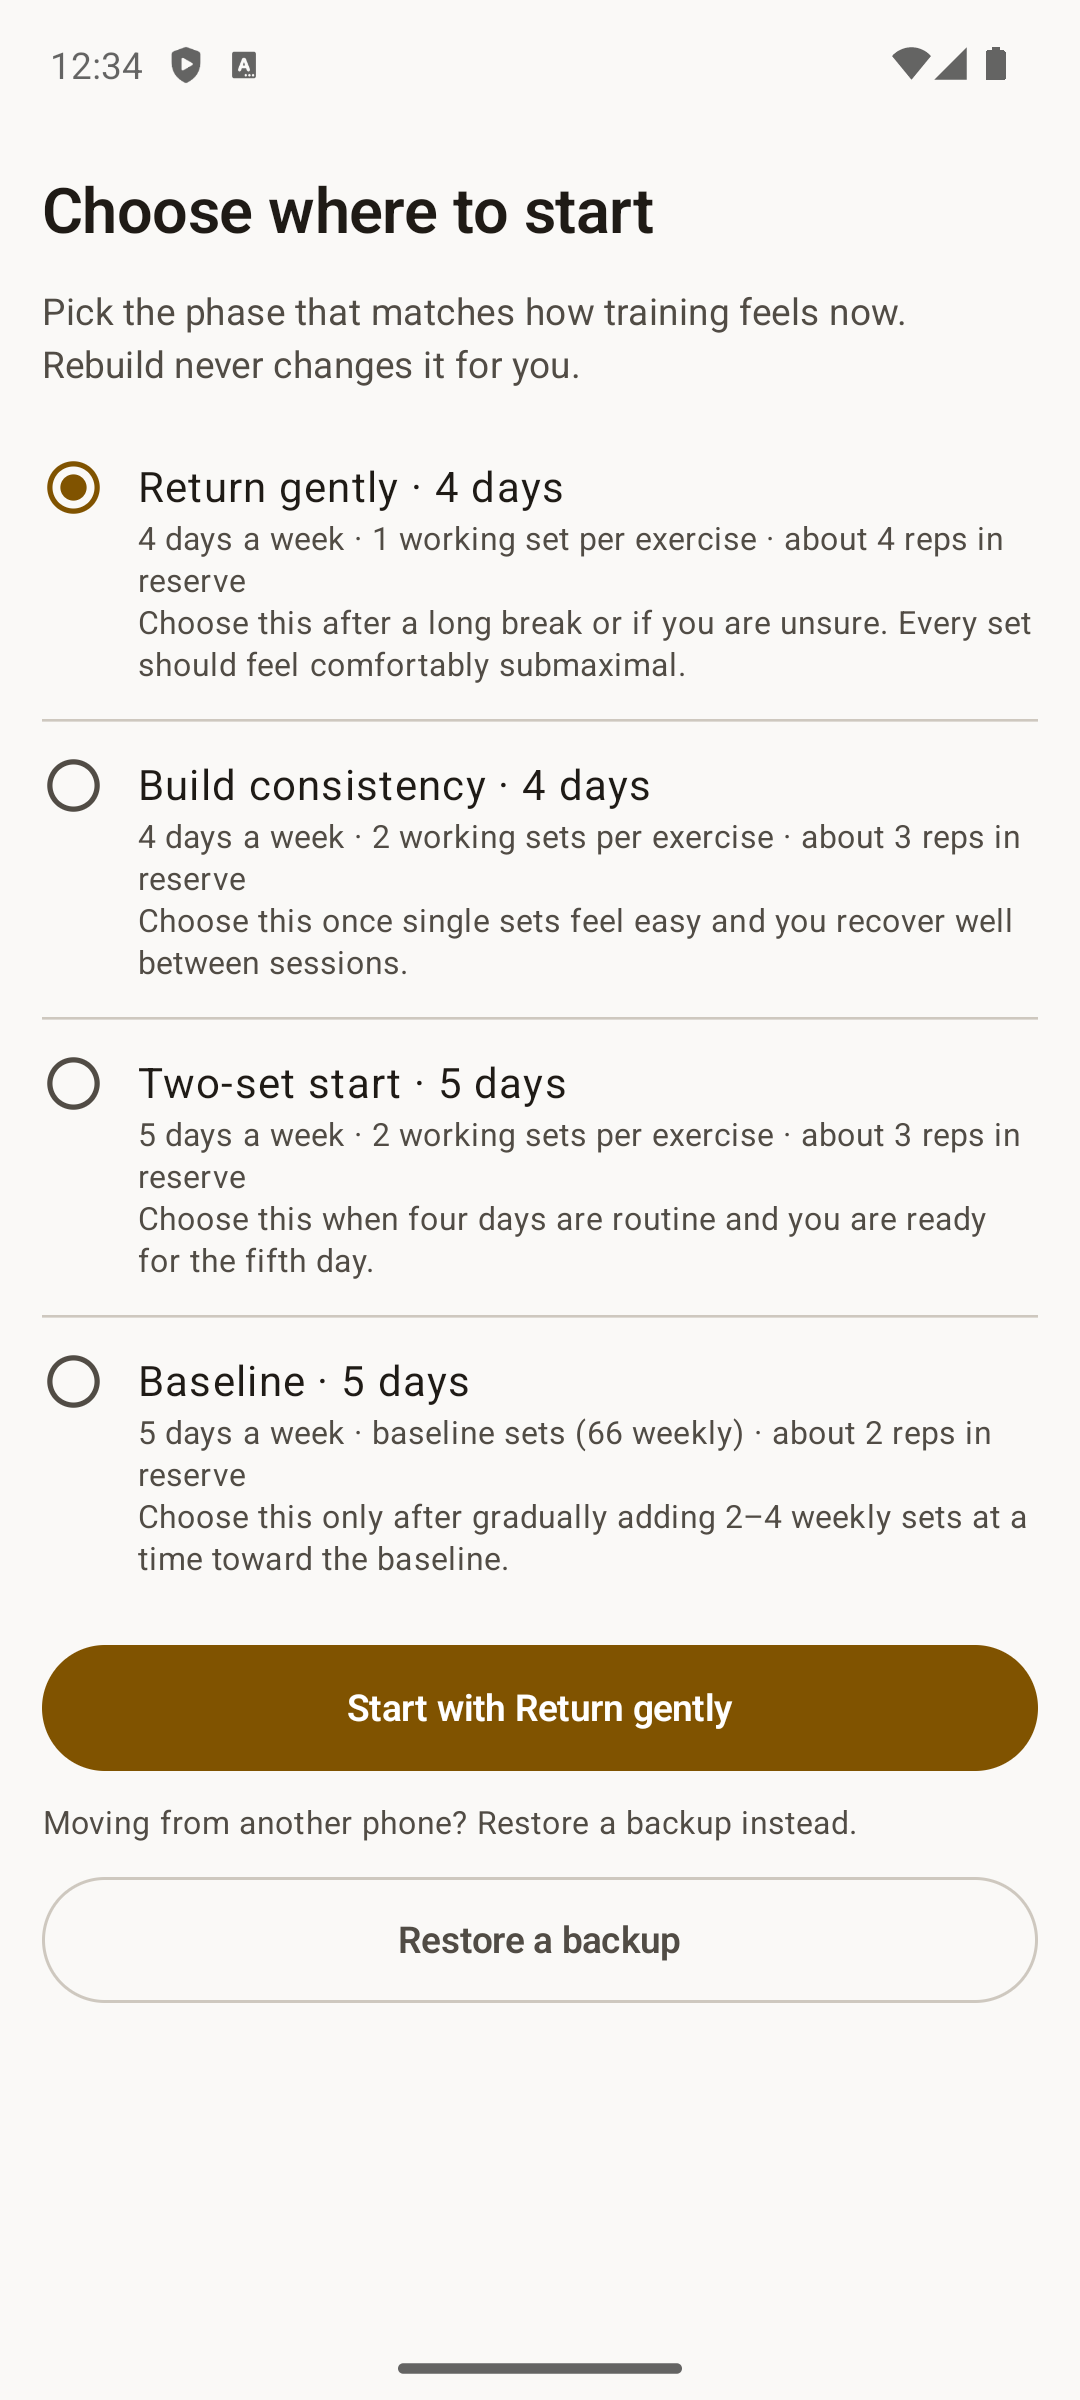 12:34
Choose where to start
Pick the phase that matches how training feels now.
Rebuild never changes it for you.
Return gently · 4 days
4 days a week · 1 working set per exercise · about 4 reps in
reserve
Choose this after a long break or if you are unsure. Every set
should feel comfortably submaximal.
Build consistency · 4 days
4 days a week · 2 working sets per exercise · about 3 reps in
reserve
Choose this once single sets feel easy and you recover well
between sessions.
Two-set start · 5 days
5 days a week · 2 working sets per exercise · about 3 reps in
reserve
Choose this when four days are routine and you are ready
for the fifth day.
Baseline · 5 days
5 days a week · baseline sets (66 weekly) · about 2 reps in
reserve
Choose this only after gradually adding 2–4 weekly sets at a
time toward the baseline.
Start with Return gently
Moving from another phone? Restore a backup instead.
Restore a backup